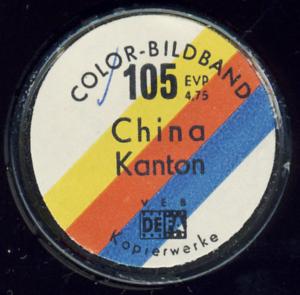 COLOR-BILDBAND
105 EVP
4,75
China
Kanton
VEB
DEFA
Kopierwerke